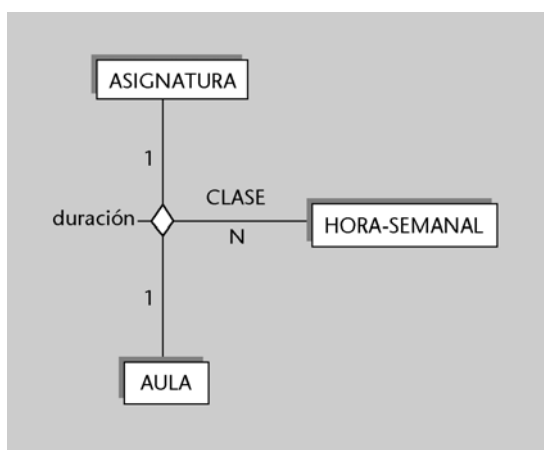 ASIGNATURA
1
CLASE
duración
HORA-SEMANAL
N
1
AULA